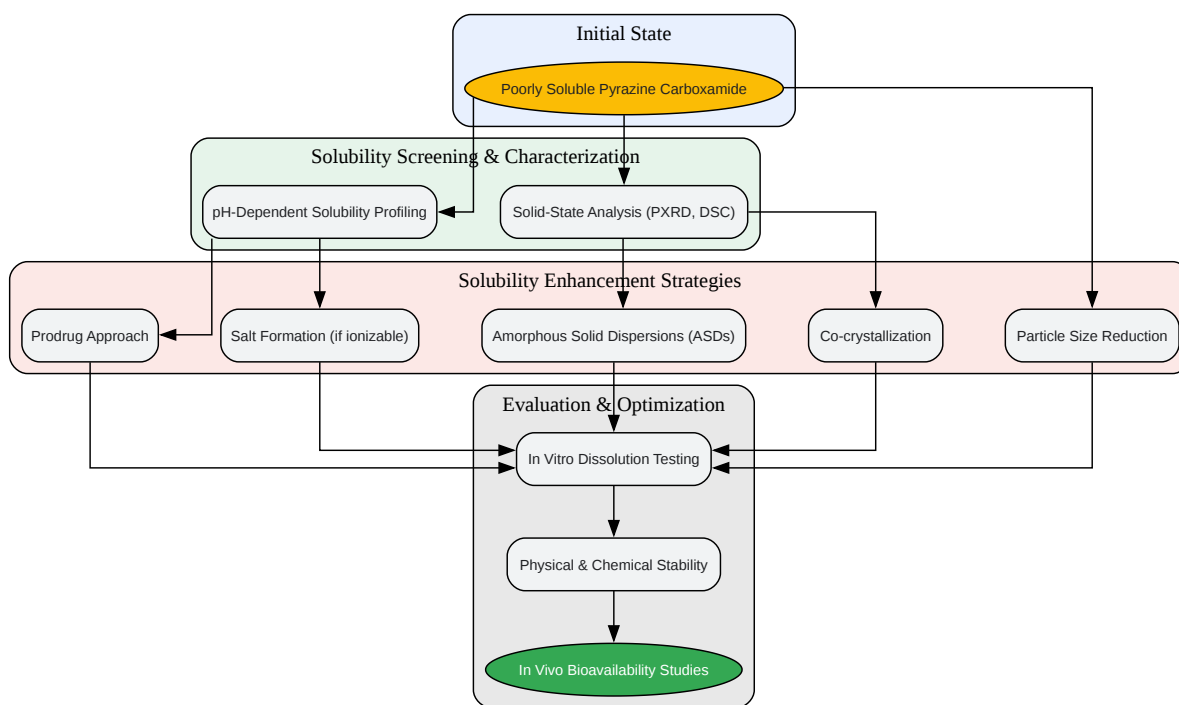 Initial State
Poorly Soluble Pyrazine Carboxamide
Solubility Screening & Characterization
pH-Dependent Solubility Profiling
Solid-State Analysis (PXRD, DSC)
Solubility Enhancement Strategies
Prodrug Approach
Salt Formation (if ionizable)
Amorphous Solid Dispersions (ASDs)
Co-crystallization
Particle Size Reduction
Evaluation & Optimization
In Vitro Dissolution Testing
Physical & Chemical Stability
In Vivo Bioavailability Studies